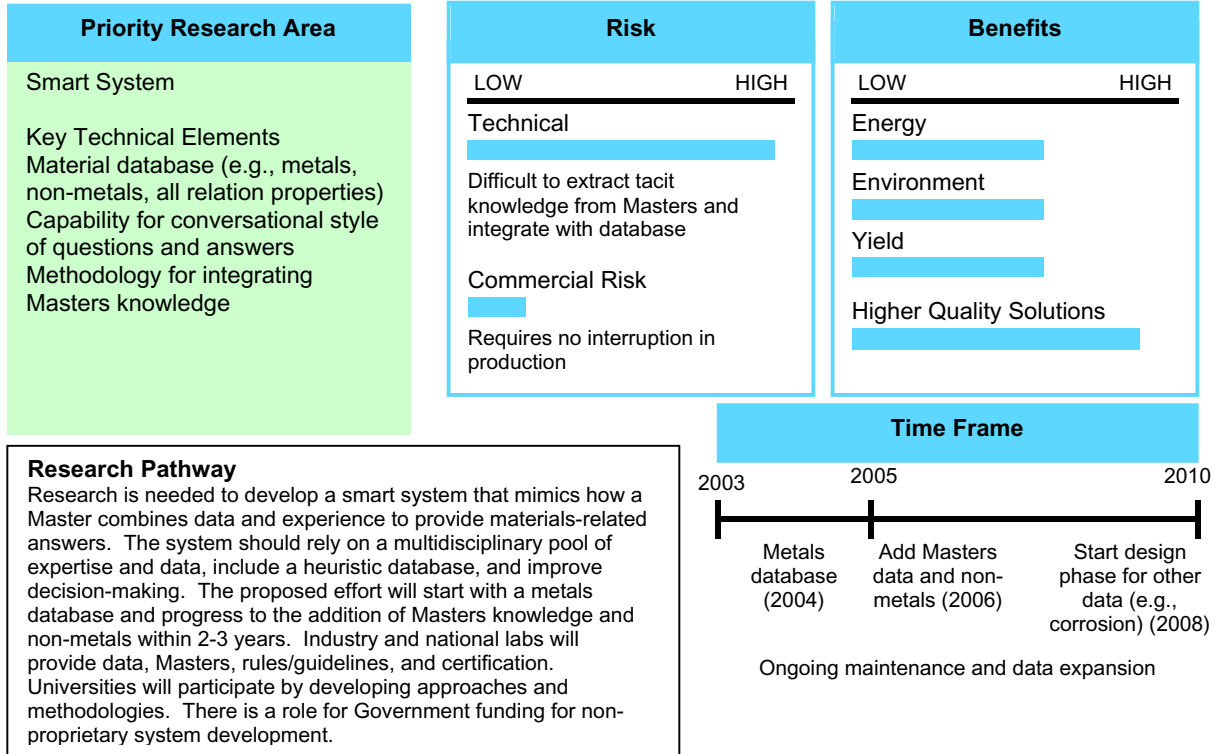 Priority Research Area
Smart System
Key Technical Elements
Material database (e.g., metals,
non-metals, all relation properties)
Capability for conversational style
of questions and answers
Methodology for integrating
Masters knowledge
Risk
LOW HIGH
Technical
Difficult to extract tacit
knowledge from Masters and
integrate with database
Commercial Risk
Requires no interruption in
production
Benefits
LOW HIGH
Energy
Environment
Yield
Higher Quality Solutions
Research Pathway
Research is needed to develop a smart system that mimics how a
Master combines data and experience to provide materials-related
answers. The system should rely on a multidisciplinary pool of
expertise and data, include a heuristic database, and improve
decision-making. The proposed effort will start with a metals
database and progress to the addition of Masters knowledge and
non-metals within 2-3 years. Industry and national labs will
provide data, Masters, rules/guidelines, and certification.
Universities will participate by developing approaches and
methodologies. There is a role for Government funding for non-
proprietary system development.
Time Frame
2003 2005 2010
Metals
database
(2004)
Add Masters
data and non-
metals (2006)
Start design
phase for other
data (e.g.,
corrosion) (2008)
Ongoing maintenance and data expansion